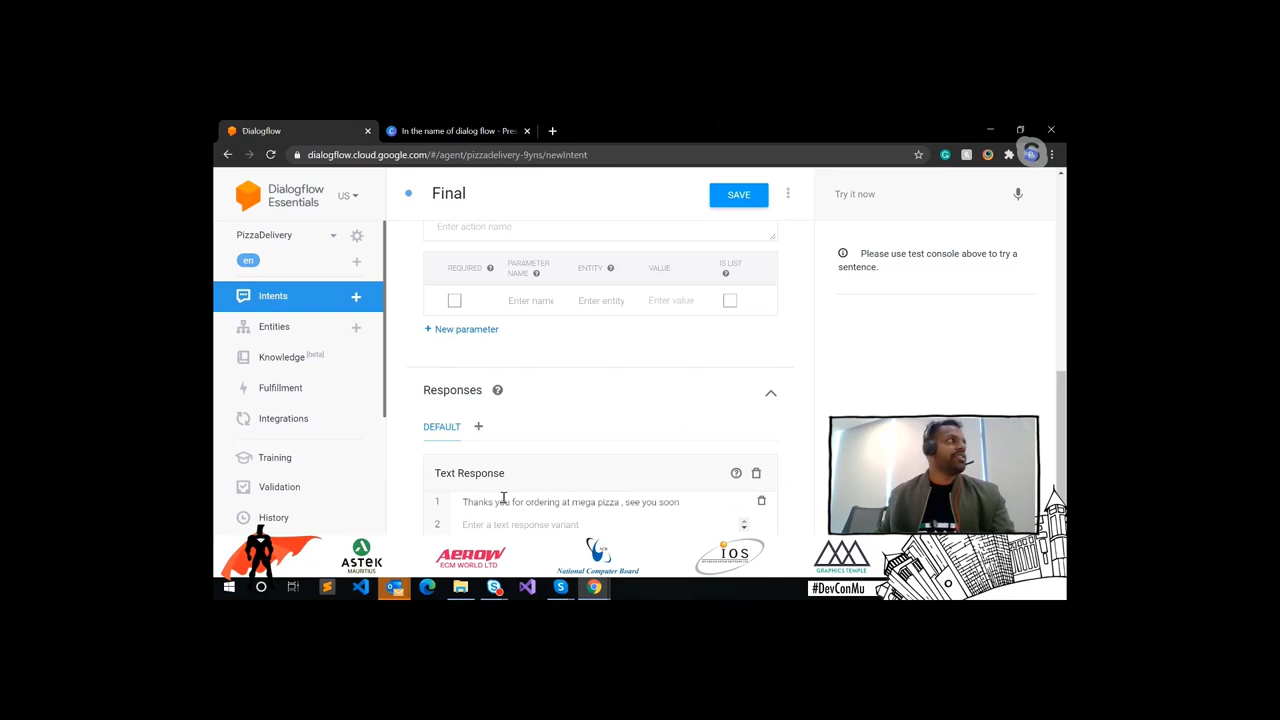 Dialogflow
In the name of dialog flow - Pres
dialogflow.cloud.google.com/#/agent/pizzadelivery-9yns/newIntent
Dialogflow
Essentials
US
Final
SAVE
Try it now
PizzaDelivery
en
Enter action name
Please use test console above to try a
sentence.
REQUIRED
PARAMETER
NAME
ENTITY
VALUE
IS LIST
Intents
Enter name
Enter entity
Enter value
Entities
+ New parameter
Knowledge [beta]
Fulfillment
Responses
Integrations
DEFAULT
Training
Text Response
Validation
1 Thanks you for ordering at mega pizza , see you soon
History
2 Enter a text response variant
ASTEK
MAURITIUS
AEROW
ECM WORLD LTD
National Computer Board
IOS
GRAPHICS TEMPLE
#DevConMu